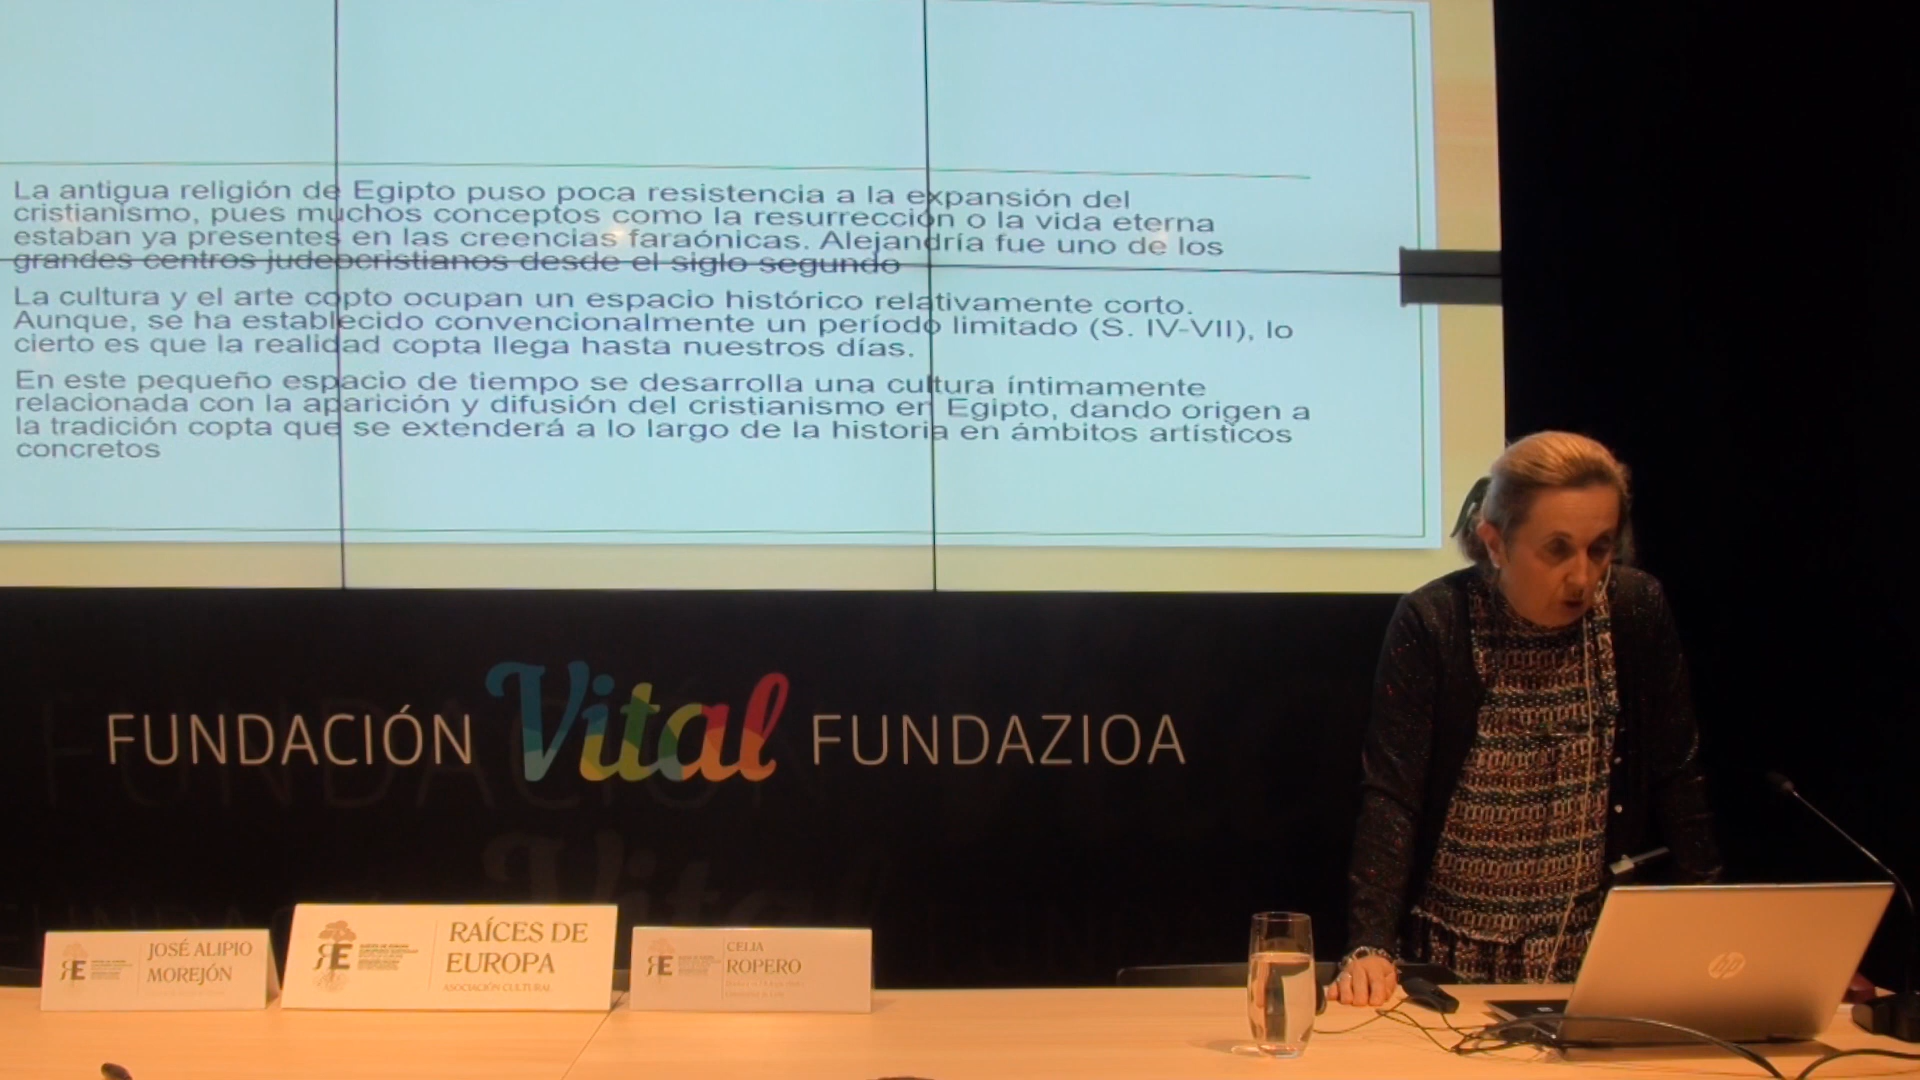 La antigua religión de Egipto puso poca resistencia a la expansión del
cristianismo, pues muchos conceptos como la resurrección o la vida eterna
estaban ya presentes en las creencias faraónicas. Alejandría fue uno de los
grandes centros judeocristianos desde el siglo segundo
La cultura y el arte copto ocupan un espacio histórico relativamente corto.
Aunque, se ha establecido convencionalmente un período limitado (S. IV-VII), lo
cierto es que la realidad copta llega hasta nuestros días.
En este pequeño espacio de tiempo se desarrolla una cultura íntimamente
relacionada con la aparición y difusión del cristianismo en Egipto, dando origen a
la tradición copta que se extenderá a lo largo de la historia en ámbitos artísticos
concretos
FUNDACIÓN Vital FUNDAZIOA
JOSÉ ALIPIO
MOREJÓN
RAÍCES DE
EUROPA
ASOCIACIÓN CULTURAL
CELIA
ROPERO
hp